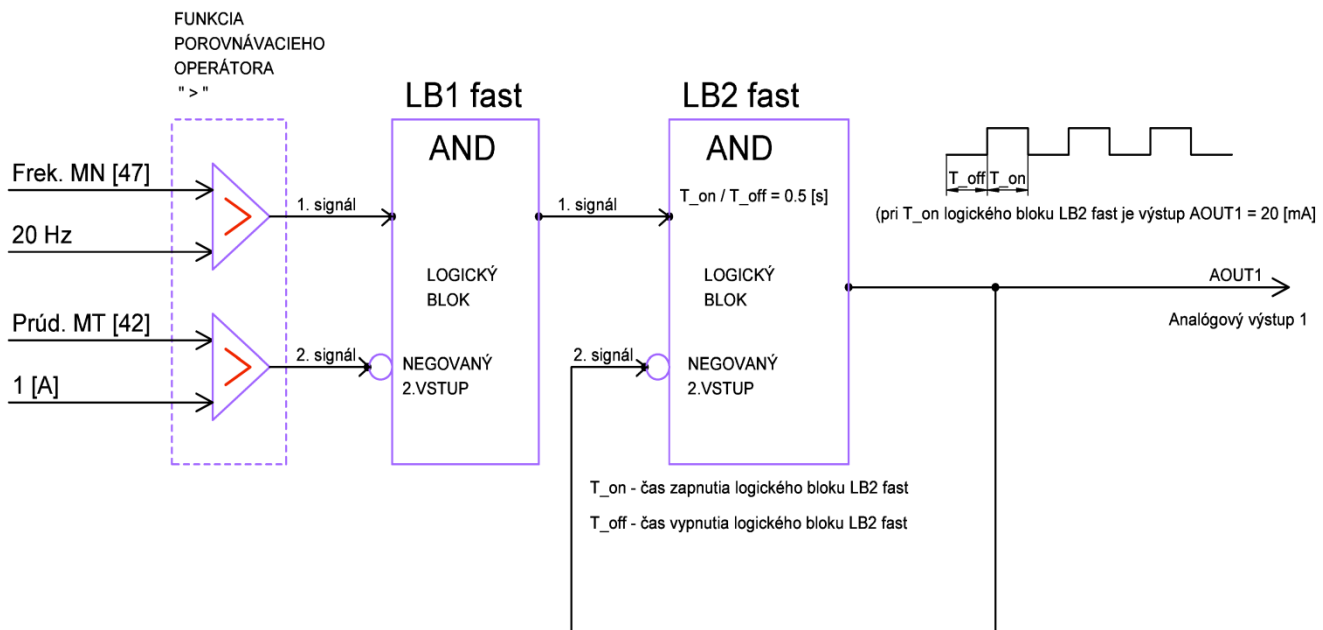 FUNKCIA
POROVNÁVACIEHO
OPERÁTORA
" > "
LB1 fast
LB2 fast
AND
AND
Frek. MN [47]
20 Hz
1. signál
1. signál
T_on / T_off = 0.5 [s]
T_off
T_on
(pri T_on logického bloku LB2 fast je výstup AOUT1 = 20 [mA]
LOGICKÝ
BLOK
LOGICKÝ
BLOK
AOUT1
Analógový výstup 1
Prúd. MT [42]
1 [A]
2. signál
NEGOVANÝ
2.VSTUP
2. signál
NEGOVANÝ
2.VSTUP
T_on - čas zapnutia logického bloku LB2 fast
T_off - čas vypnutia logického bloku LB2 fast